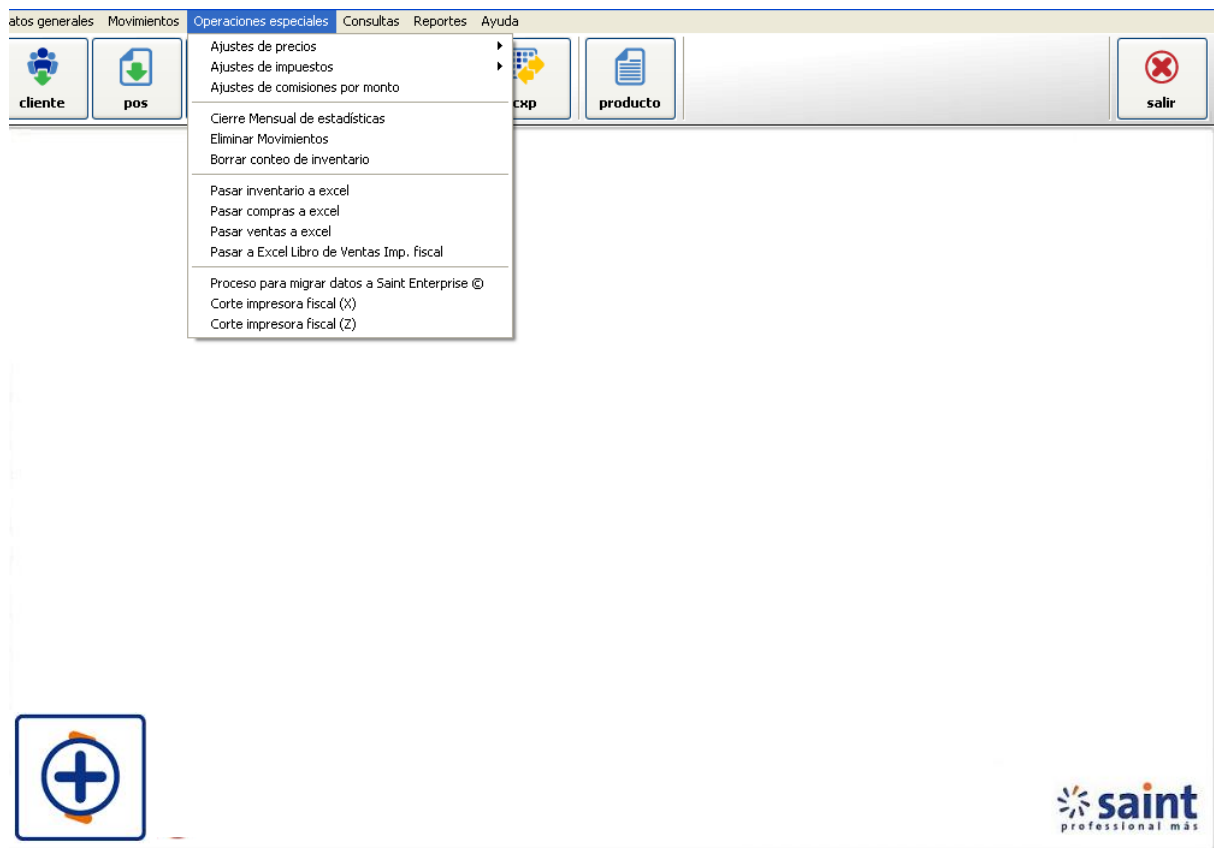 atos generales Movimientos Operaciones especiales Consultas Reportes Ayuda
Ajustes de precios
Ajustes de impuestos
Ajustes de comisiones por monto
cliente pos cxp producto salir
Cierre Mensual de estadísticas
Eliminar Movimientos
Borrar conteo de inventario
Pasar inventario a excel
Pasar compras a excel
Pasar ventas a excel
Pasar a Excel Libro de Ventas Imp. fiscal
Proceso para migrar datos a Saint Enterprise ©
Corte impresora fiscal (X)
Corte impresora fiscal (Z)
saint
professional más